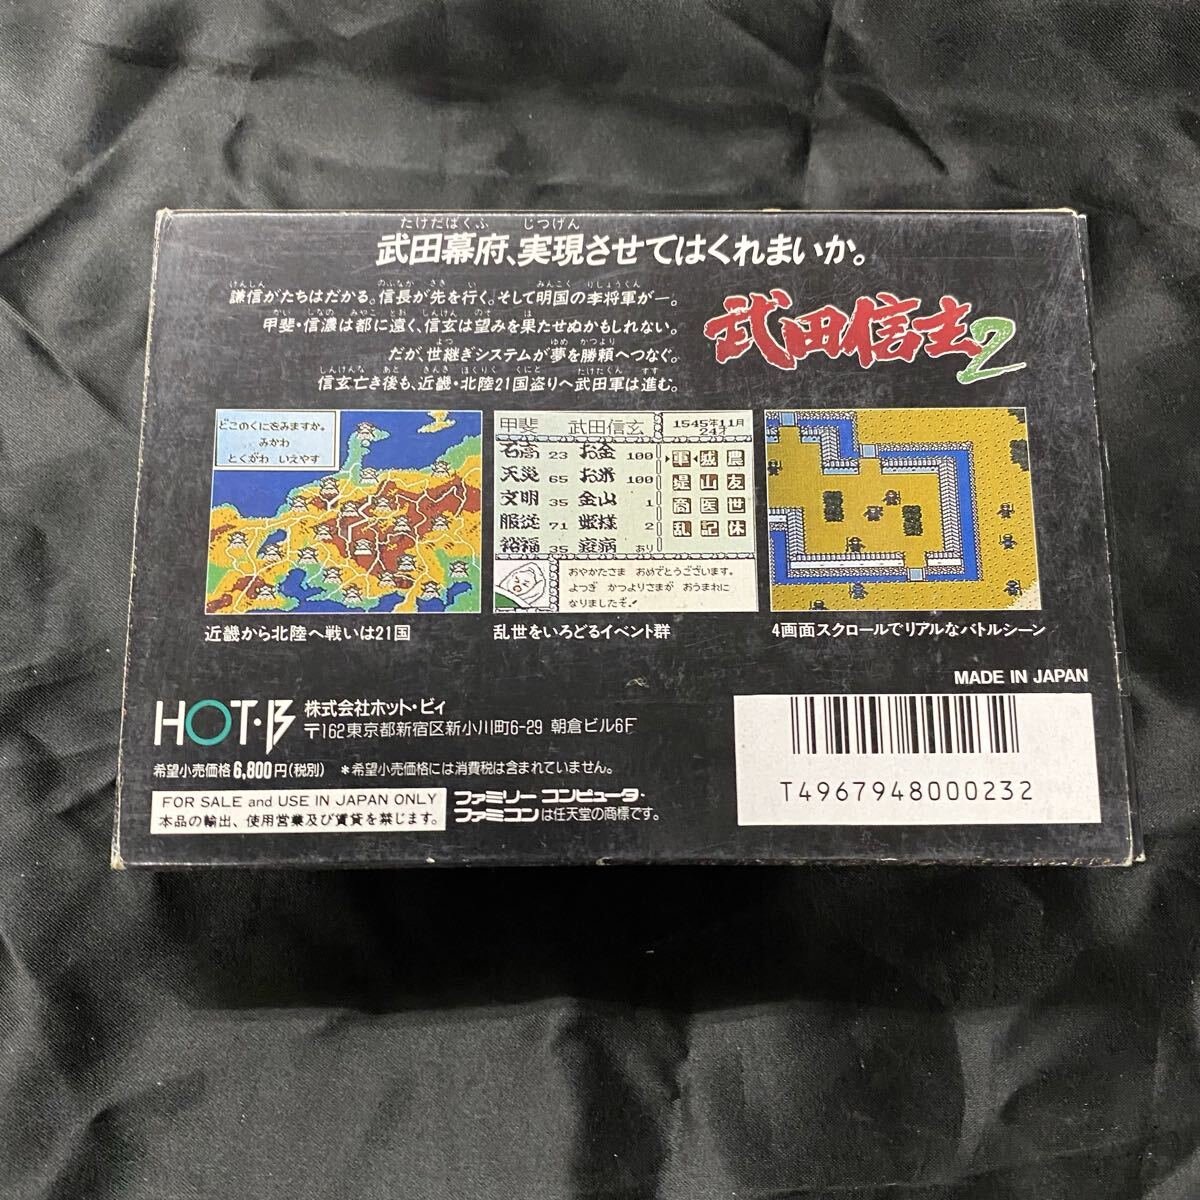 たけだばくふ じつげん
武田幕府、実現させてはくれまいか。
けんしん のぶなが さき い みんこく りしょうぐん
謙信がたちはだかる。信長が先を行く。そして明国の李将軍が―。
かい しなの みやこ とお しんげん のぞ は
甲斐・信濃は都に遠く、信玄は望みを果たせぬかもしれない。
よつ ゆめ かつより
だが、世継ぎシステムが夢を勝頼へつなぐ。
しんげんな あと きんき ほくりく くにと たけだぐん すす
信玄亡き後も、近畿・北陸21国盗りへ武田軍は進む。
武田信玄2
どこのくにをみますか。
みかわ
とくがわ いえやす
甲斐 武田信玄 1545年11月
24才
名高 23 お金 100
天災 65 お米 100
文明 35 金山 1
服従 71 姫様 2
裕福 35 疫病 おり
軍 城 農
是 山 友
商 医 世
乱 記 休
おやかたさま おめでとうございます。
よつぎ かつよりさまが おうまれに
なりましたぞ!
近畿から北陸へ戦いは21国
乱世をいろどるイベント群
4画面スクロールでリアルなバトルシーン
MADE IN JAPAN
HOT・B
株式会社ホット・ビィ
〒162東京都新宿区新小川町6-29 朝倉ビル6F
希望小売価格6,800円(税別) *希望小売価格には消費税は含まれていません。
FOR SALE and USE IN JAPAN ONLY
本品の輸出、使用営業及び賃貸を禁じます。
ファミリーコンピュータ・
ファミコンは任天堂の商標です。
T4967948000232